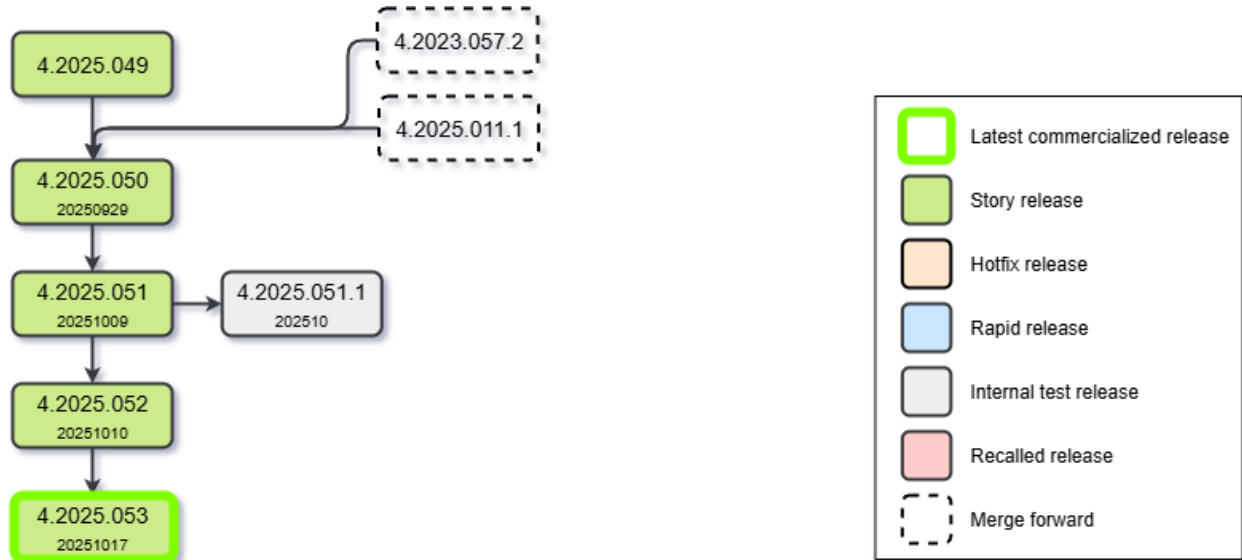 4.2025.049
4.2023.057.2
4.2025.011.1
4.2025.050
20250929
4.2025.051
20251009
4.2025.051.1
202510
4.2025.052
20251010
4.2025.053
20251017
Latest commercialized release
Story release
Hotfix release
Rapid release
Internal test release
Recalled release
Merge forward